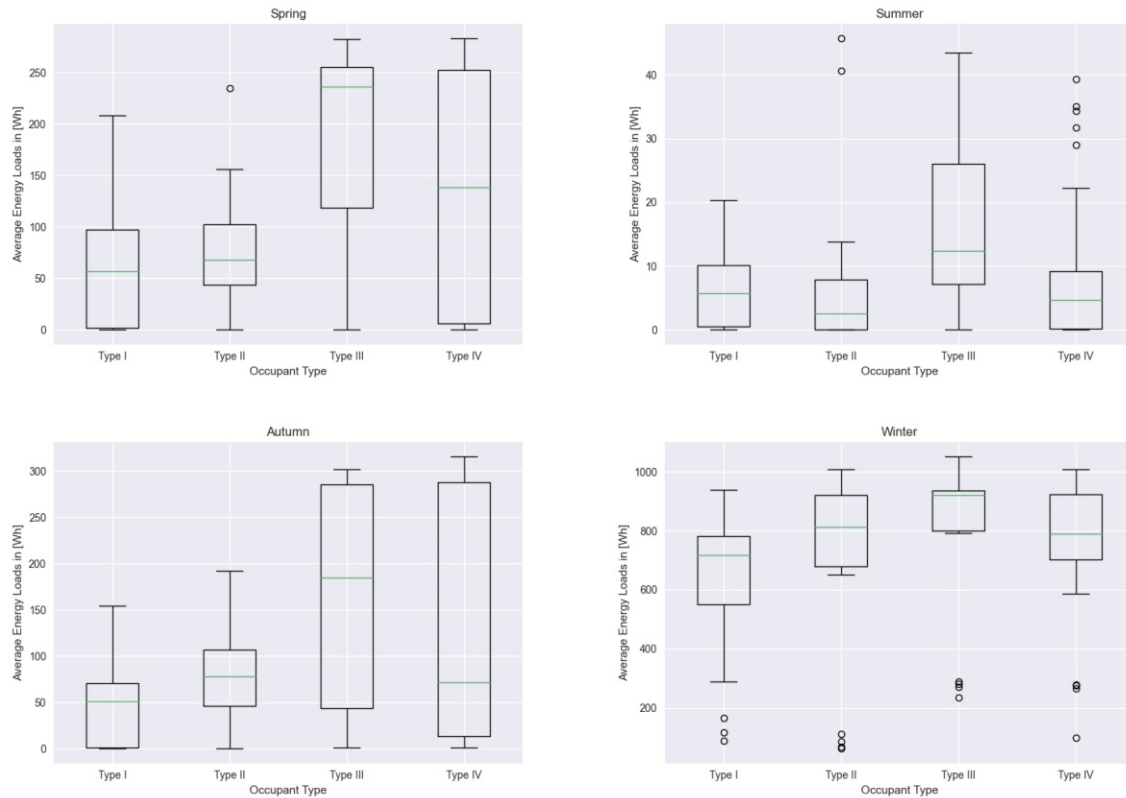 Spring
Average Energy Loads in [Wh]
250
200
150
100
50
0
Type I Type II Type III Type IV
Occupant Type
Summer
Average Energy Loads in [Wh]
40
30
20
10
0
Type I Type II Type III Type IV
Occupant Type
Autumn
Average Energy Loads in [Wh]
300
250
200
150
100
50
0
Type I Type II Type III Type IV
Occupant Type
Winter
Average Energy Loads in [Wh]
1000
800
600
400
200
Type I Type II Type III Type IV
Occupant Type